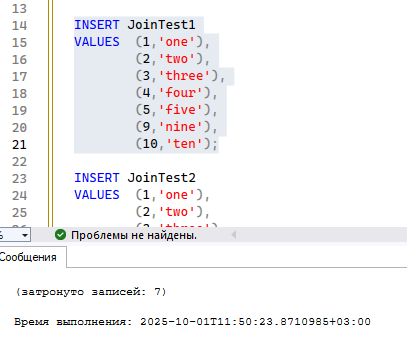 13
14 INSERT JoinTest1
15 VALUES (1,'one'),
16 (2,'two'),
17 (3,'three'),
18 (4,'four'),
19 (5,'five'),
20 (9,'nine'),
21 (10,'ten');
22
23 INSERT JoinTest2
24 VALUES (1,'one'),
25 (2,'two'),
% Проблемы не найдены.
Сообщения
(затронуто записей: 7)
Время выполнения: 2025-10-01T11:50:23.8710985+03:00